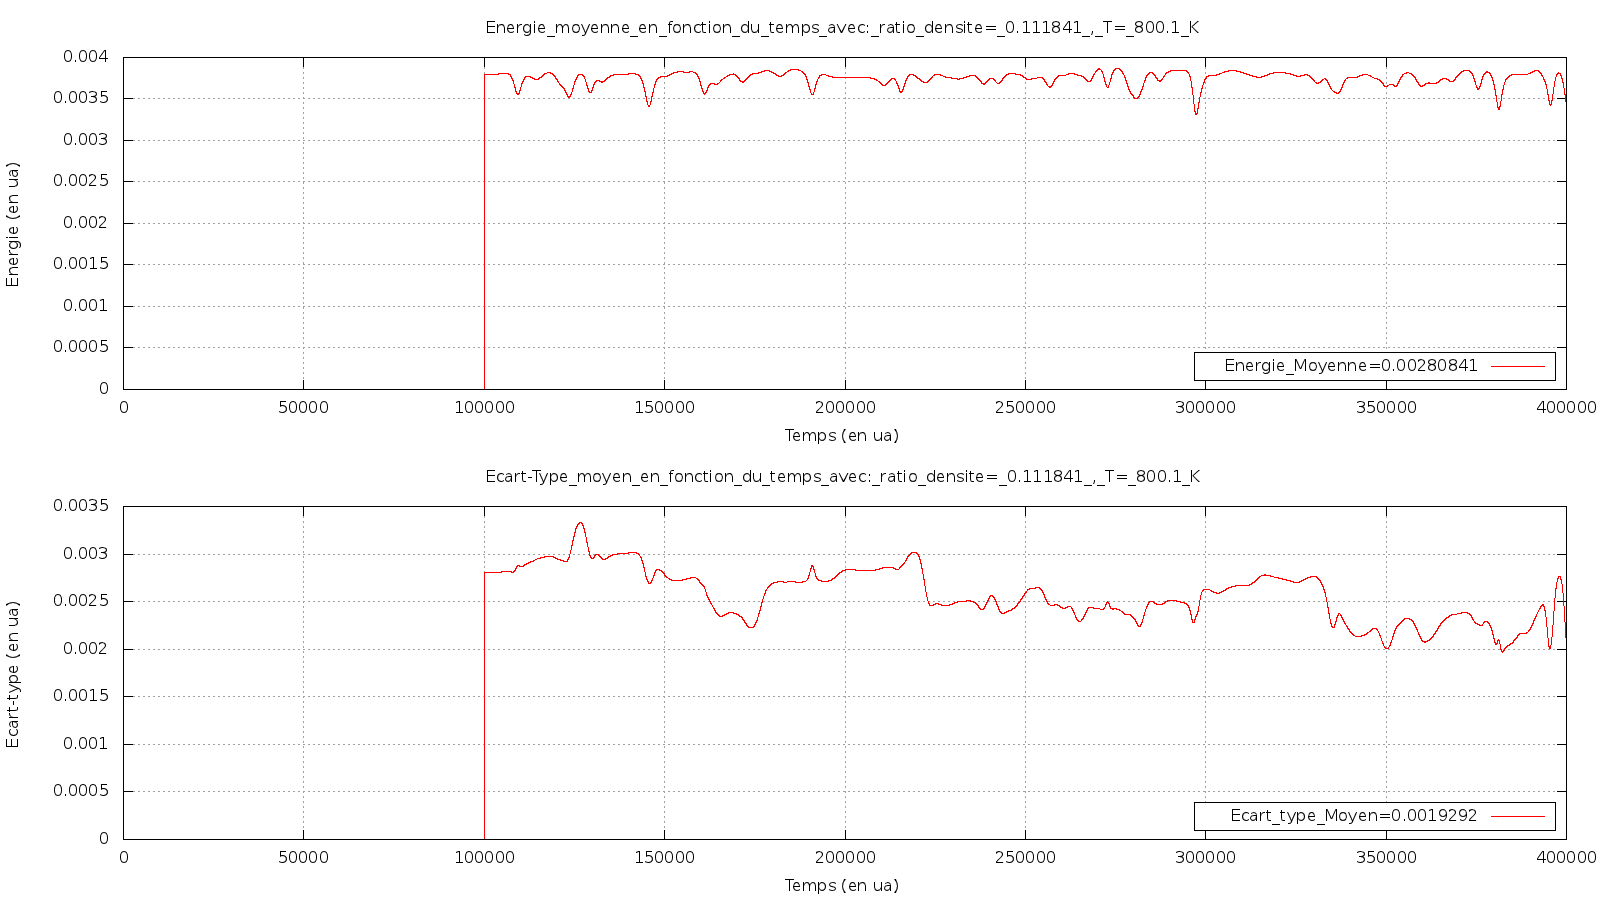 Energie_moyenne_en_fonction_du_temps_avec:_ratio_densite=_0.111841_,_T=_800.1_K
0.004
0.0035
0.003
0.0025
0.002
0.0015
0.001
0.0005
0
Energie (en ua)
Energie_Moyenne=0.00280841
0 50000 100000 150000 200000 250000 300000 350000 400000
Temps (en ua)
Ecart-Type_moyen_en_fonction_du_temps_avec:_ratio_densite=_0.111841_,_T=_800.1_K
0.0035
0.003
0.0025
0.002
0.0015
0.001
0.0005
0
Ecart-type (en ua)
Ecart_type_Moyen=0.0019292
0 50000 100000 150000 200000 250000 300000 350000 400000
Temps (en ua)